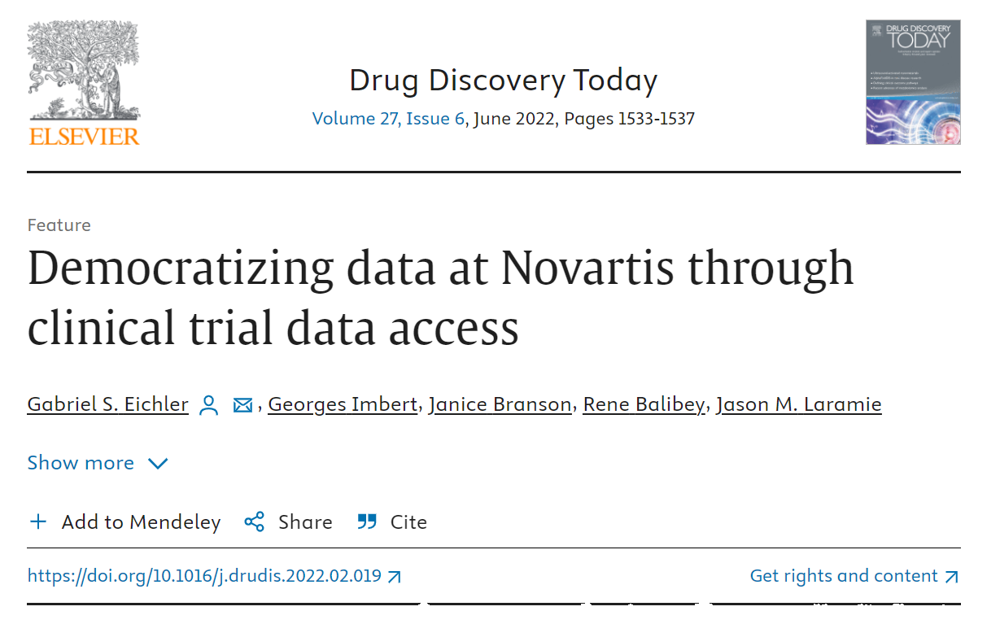 ELSEVIER
Drug Discovery Today
Volume 27, Issue 6, June 2022, Pages 1533-1537
DRUG DISCOVERY
TODAY
Feature
Democratizing data at Novartis through
clinical trial data access
Gabriel S. Eichler , Georges Imbert, Janice Branson, Rene Balibey, Jason M. Laramie
Show more
Add to Mendeley Share Cite
https://doi.org/10.1016/j.drudis.2022.02.019 Get rights and content